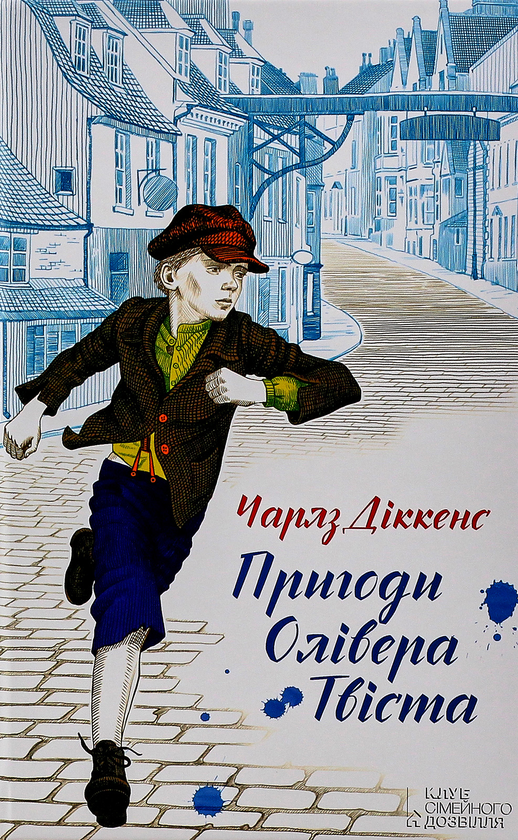 Чарлз Діккенс
Пригоди
Олівера
Твіста
КЛУБ
СІМЕЙНОГО
ДОЗВІЛЛЯ